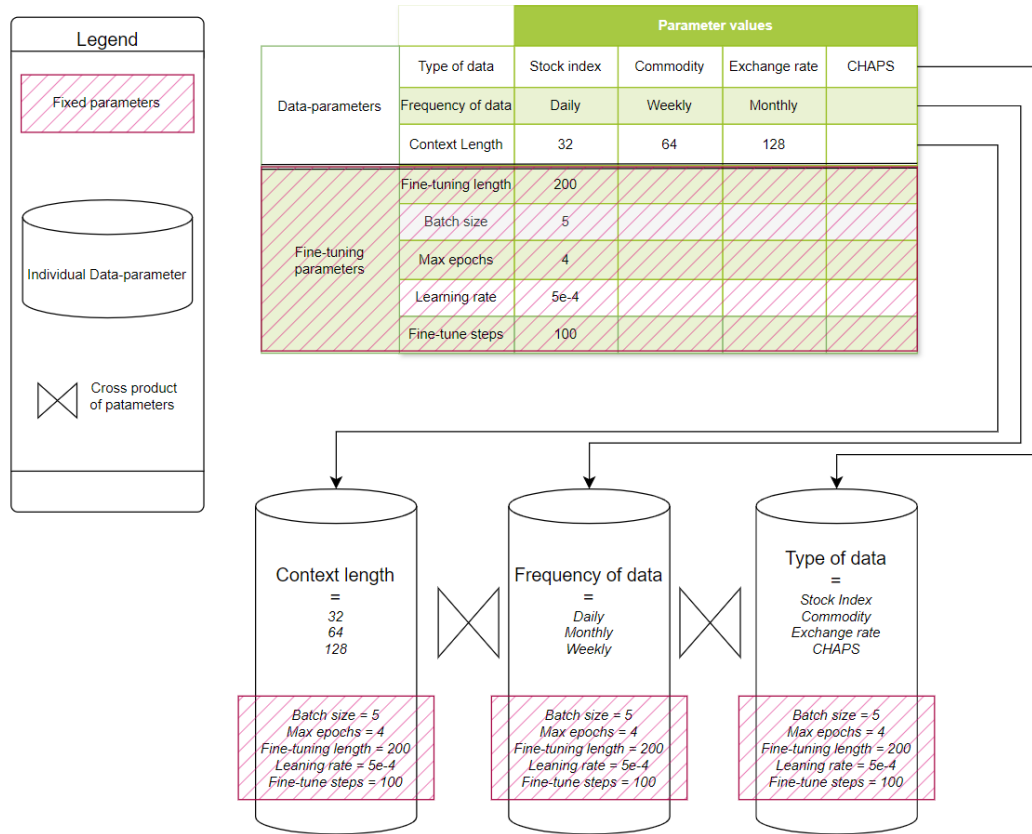 Legend
Fixed parameters
Individual Data-parameter
Cross product
of patameters
Parameter values
Data-parameters
Type of data
Stock index
Commodity
Exchange rate
CHAPS
Frequency of data
Daily
Weekly
Monthly
Context Length
32
64
128
Fine-tuning
parameters
Fine-tuning length
200
Batch size
5
Max epochs
4
Learning rate
5e-4
Fine-tune steps
100
Context length
=
32
64
128
Batch size = 5
Max epochs = 4
Fine-tuning length = 200
Leaning rate = 5e-4
Fine-tune steps = 100
Frequency of data
=
Daily
Monthly
Weekly
Batch size = 5
Max epochs = 4
Fine-tuning length = 200
Leaning rate = 5e-4
Fine-tune steps = 100
Type of data
=
Stock Index
Commodity
Exchange rate
CHAPS
Batch size = 5
Max epochs = 4
Fine-tuning length = 200
Leaning rate = 5e-4
Fine-tune steps = 100